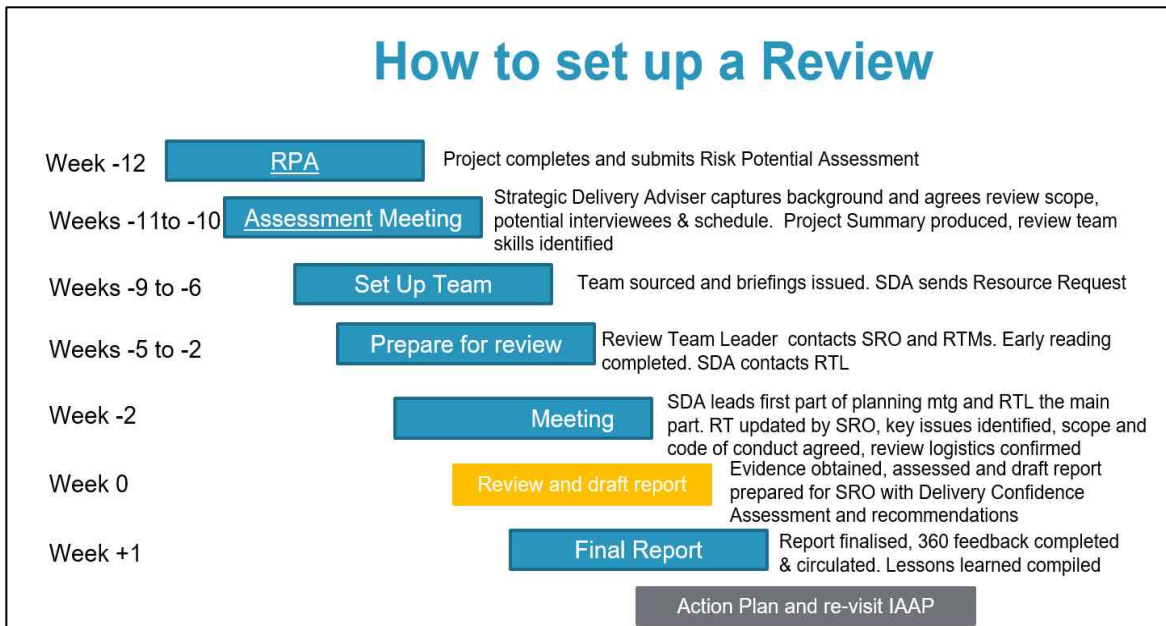 How to set up a Review
Week -12
RPA
Project completes and submits Risk Potential Assessment
Weeks -11to -10
Assessment Meeting
Strategic Delivery Adviser captures background and agrees review scope,
potential interviewees & schedule. Project Summary produced, review team
skills identified
Weeks -9 to -6
Set Up Team
Team sourced and briefings issued. SDA sends Resource Request
Weeks -5 to -2
Prepare for review
Review Team Leader contacts SRO and RTMs. Early reading
completed. SDA contacts RTL
Week -2
Meeting
SDA leads first part of planning mtg and RTL the main
part. RT updated by SRO, key issues identified, scope and
code of conduct agreed, review logistics confirmed
Week 0
Review and draft report
Evidence obtained, assessed and draft report
prepared for SRO with Delivery Confidence
Assessment and recommendations
Week +1
Final Report
Report finalised, 360 feedback completed
& circulated. Lessons learned compiled
Action Plan and re-visit IAAP